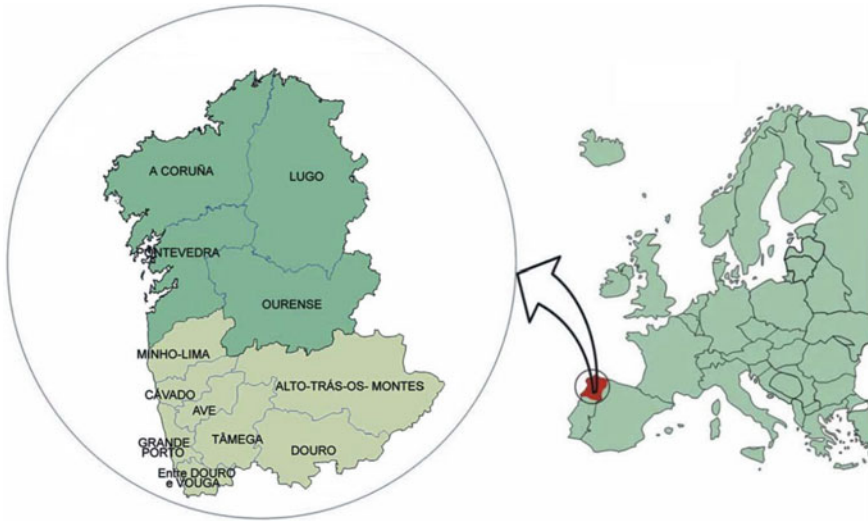 A CORUÑA
LUGO
PONTEVEDRA
OURENSE
MINHO-LIMA
ALTO-TRÁS-OS- MONTES
CÁVADO
AVE
GRANDE
PORTO
TÂMEGA
DOURO
Entre DOURO
e VOUGA